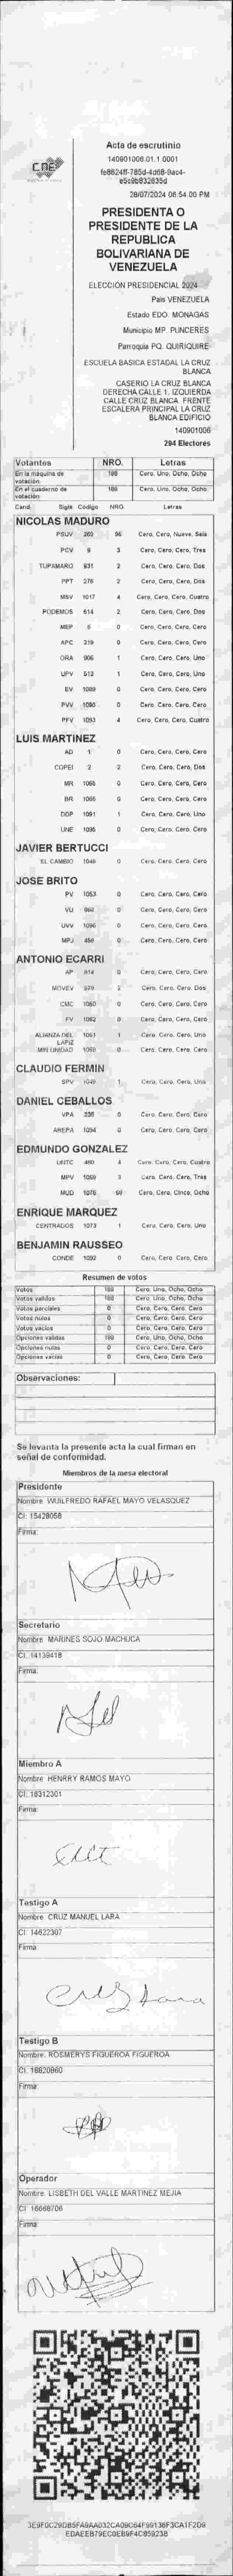 CNE
Acta de escrutinio
140901006.01.1.0001
fe8824ff-785d-4d68-9ac4-
e5c9b832835d
28/07/2024 06:54:00 PM
PRESIDENTA O
PRESIDENTE DE LA
REPUBLICA
BOLIVARIANA DE
VENEZUELA
ELECCIÓN PRESIDENCIAL 2024
País VENEZUELA
Estado EDO. MONAGAS
Municipio MP. PUNCERES
Parroquia PQ. QUIRIQUIRE
ESCUELA BASICA ESTADAL LA CRUZ
BLANCA
CASERIO LA CRUZ BLANCA
DERECHA CALLE 1. IZQUIERDA
CALLE CRUZ BLANCA. FRENTE
ESCALERA PRINCIPAL LA CRUZ
BLANCA EDIFICIO
140901006
294 Electores
Votantes NRO. Letras
En la máquina de votación 188 Cero, Uno, Ocho, Ocho
En el cuaderno de votación 188 Cero, Uno, Ocho, Ocho
Cand. Sigla Código NRO. Letras
NICOLAS MADURO
PSUV 260 96 Cero, Cero, Nueve, Seis
PCV 9 3 Cero, Cero, Cero, Tres
TUPAMARO 931 2 Cero, Cero, Cero, Dos
PPT 276 2 Cero, Cero, Cero, Dos
MSV 1017 4 Cero, Cero, Cero, Cuatro
PODEMOS 614 2 Cero, Cero, Cero, Dos
MEP 6 0 Cero, Cero, Cero, Cero
APC 319 0 Cero, Cero, Cero, Cero
ORA 906 1 Cero, Cero, Cero, Uno
UPV 513 1 Cero, Cero, Cero, Uno
EV 1089 0 Cero, Cero, Cero, Cero
PVV 1090 0 Cero, Cero, Cero, Cero
PFV 1093 4 Cero, Cero, Cero, Cuatro
LUIS MARTINEZ
AD 1 0 Cero, Cero, Cero, Cero
COPEI 2 2 Cero, Cero, Cero, Dos
MR 0 Cero, Cero, Cero, Cero
BR 0 Cero, Cero, Cero, Cero
DDP 1091 1 Cero, Cero, Cero, Uno
UNE 0 Cero, Cero, Cero, Cero
JAVIER BERTUCCI
EL CAMBIO 1048 0 Cero, Cero, Cero, Cero
JOSE BRITO
PV 1053 0 Cero, Cero, Cero, Cero
VU 0 Cero, Cero, Cero, Cero
UVV 0 Cero, Cero, Cero, Cero
MPJ 0 Cero, Cero, Cero, Cero
ANTONIO ECARRI
AP 0 Cero, Cero, Cero, Cero
MOVEV 2 Cero, Cero, Cero, Dos
CMC 1060 0 Cero, Cero, Cero, Cero
FV 1062 0 Cero, Cero, Cero, Cero
ALIANZA DEL LÁPIZ 1051 1 Cero, Cero, Cero, Uno
MIN UNIDAD 0 Cero, Cero, Cero, Cero
CLAUDIO FERMIN
SPV 1049 1 Cero, Cero, Cero, Uno
DANIEL CEBALLOS
VPA 0 Cero, Cero, Cero, Cero
AREPA 1094 0 Cero, Cero, Cero, Cero
EDMUNDO GONZALEZ
UNTC 4 Cero, Cero, Cero, Cuatro
MPV 1069 3 Cero, Cero, Cero, Tres
MUD 1076 58 Cero, Cero, Cinco, Ocho
ENRIQUE MARQUEZ
CENTRADOS 1073 1 Cero, Cero, Cero, Uno
BENJAMIN RAUSSEO
CONDE 1092 0 Cero, Cero, Cero, Cero
Resumen de votos
Votos 188 Cero, Uno, Ocho, Ocho
Votos válidos 188 Cero, Uno, Ocho, Ocho
Votos parciales 0 Cero, Cero, Cero, Cero
Votos nulos 0 Cero, Cero, Cero, Cero
Votos vacíos 0 Cero, Cero, Cero, Cero
Opciones válidas 188 Cero, Uno, Ocho, Ocho
Opciones nulas 0 Cero, Cero, Cero, Cero
Opciones vacías 0 Cero, Cero, Cero, Cero
Observaciones:
Se levanta la presente acta la cual firman en
señal de conformidad.
Miembros de la mesa electoral
Presidente
Nombre: WUILFREDO RAFAEL MAYO VELASQUEZ
CI: 15428058
Firma:
Secretario
Nombre: MARINES SOJO MACHUCA
CI: 14139418
Firma:
Miembro A
Nombre: HENRRY RAMOS MAYO
CI: 18312301
Firma:
Testigo A
Nombre: CRUZ MANUEL LARA
CI: 14622307
Firma:
Cruz Lara
Testigo B
Nombre: ROSMERYS FIGUEROA FIGUEROA
CI: 18820860
Firma:
Operador
Nombre: LISBETH DEL VALLE MARTINEZ MEJIA
CI: 16668706
Firma:
3E9F0C29DB5FA9AA032CA09C64F99138F3CA1F2D9
EDAEEB79EC0EB9F4C859238